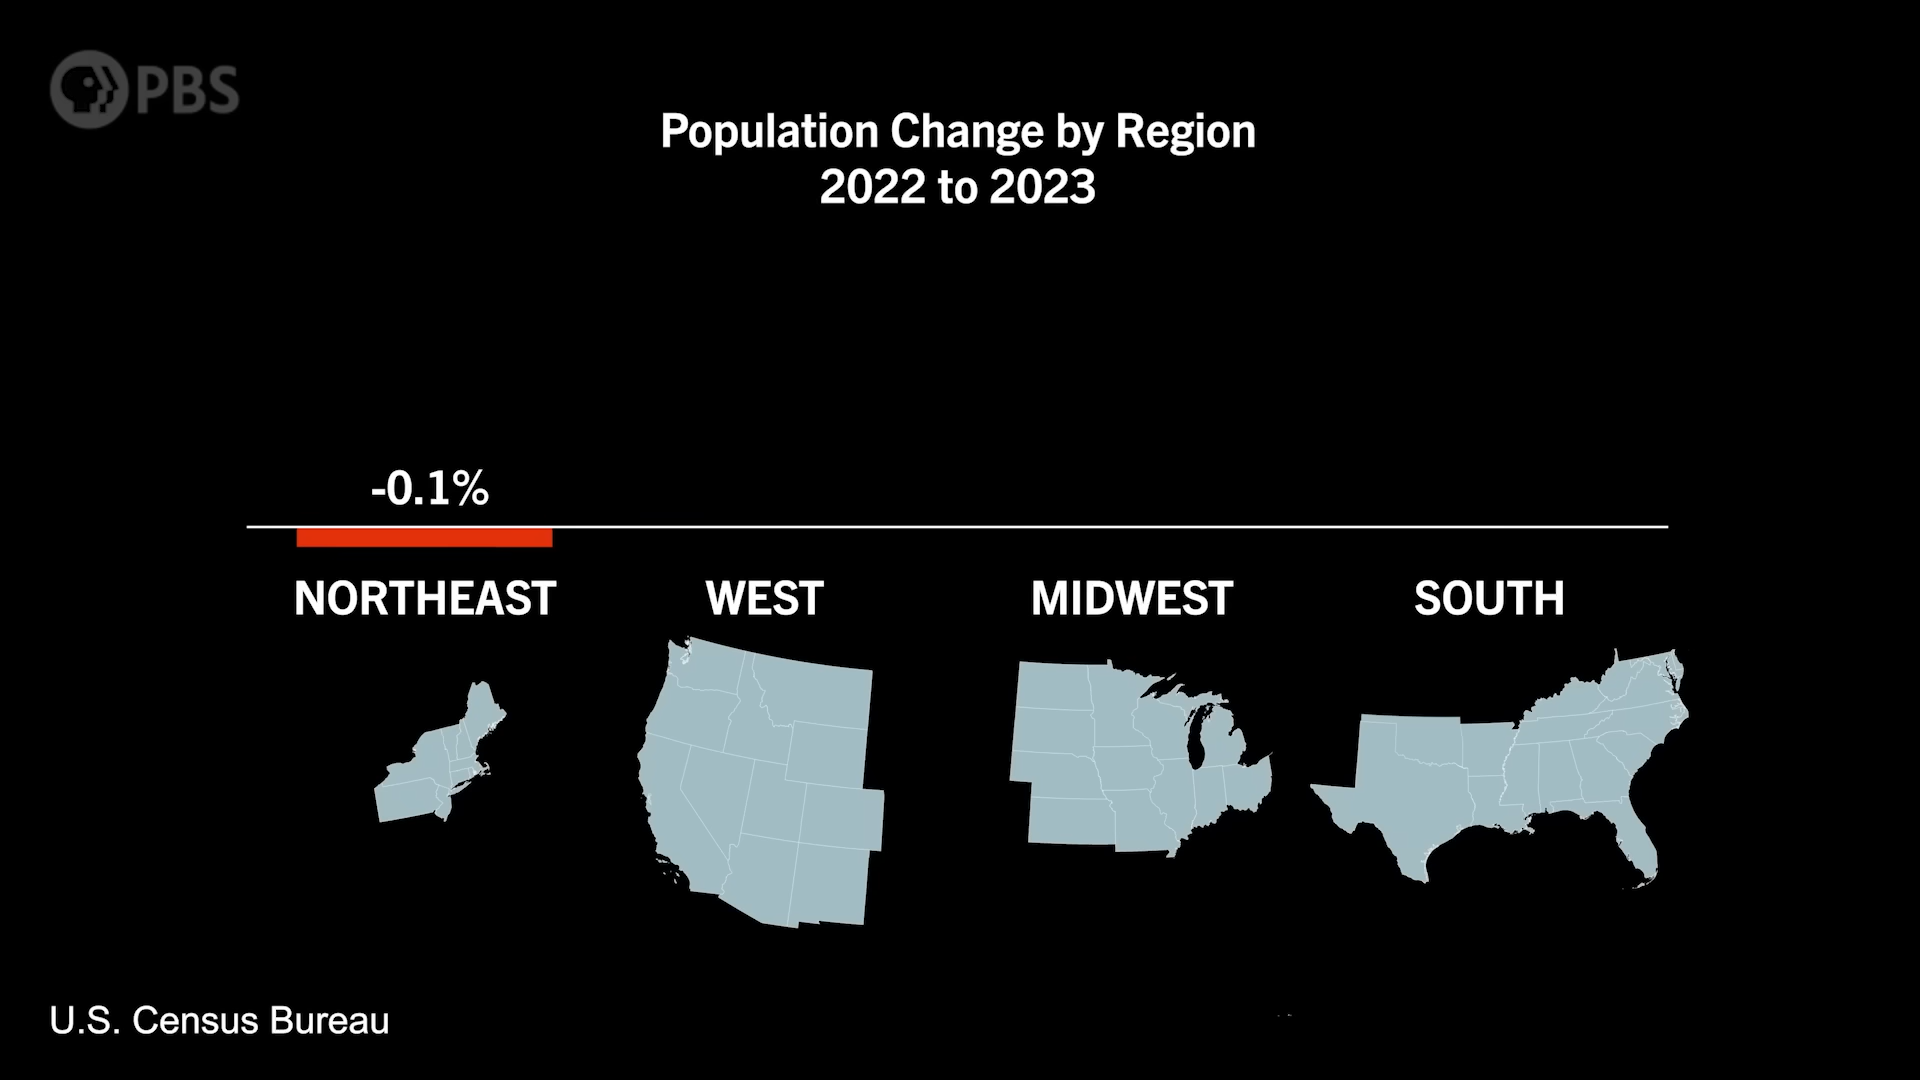 PBS
Population Change by Region
2022 to 2023
-0.1%
NORTHEAST
WEST
MIDWEST
SOUTH
U.S. Census Bureau